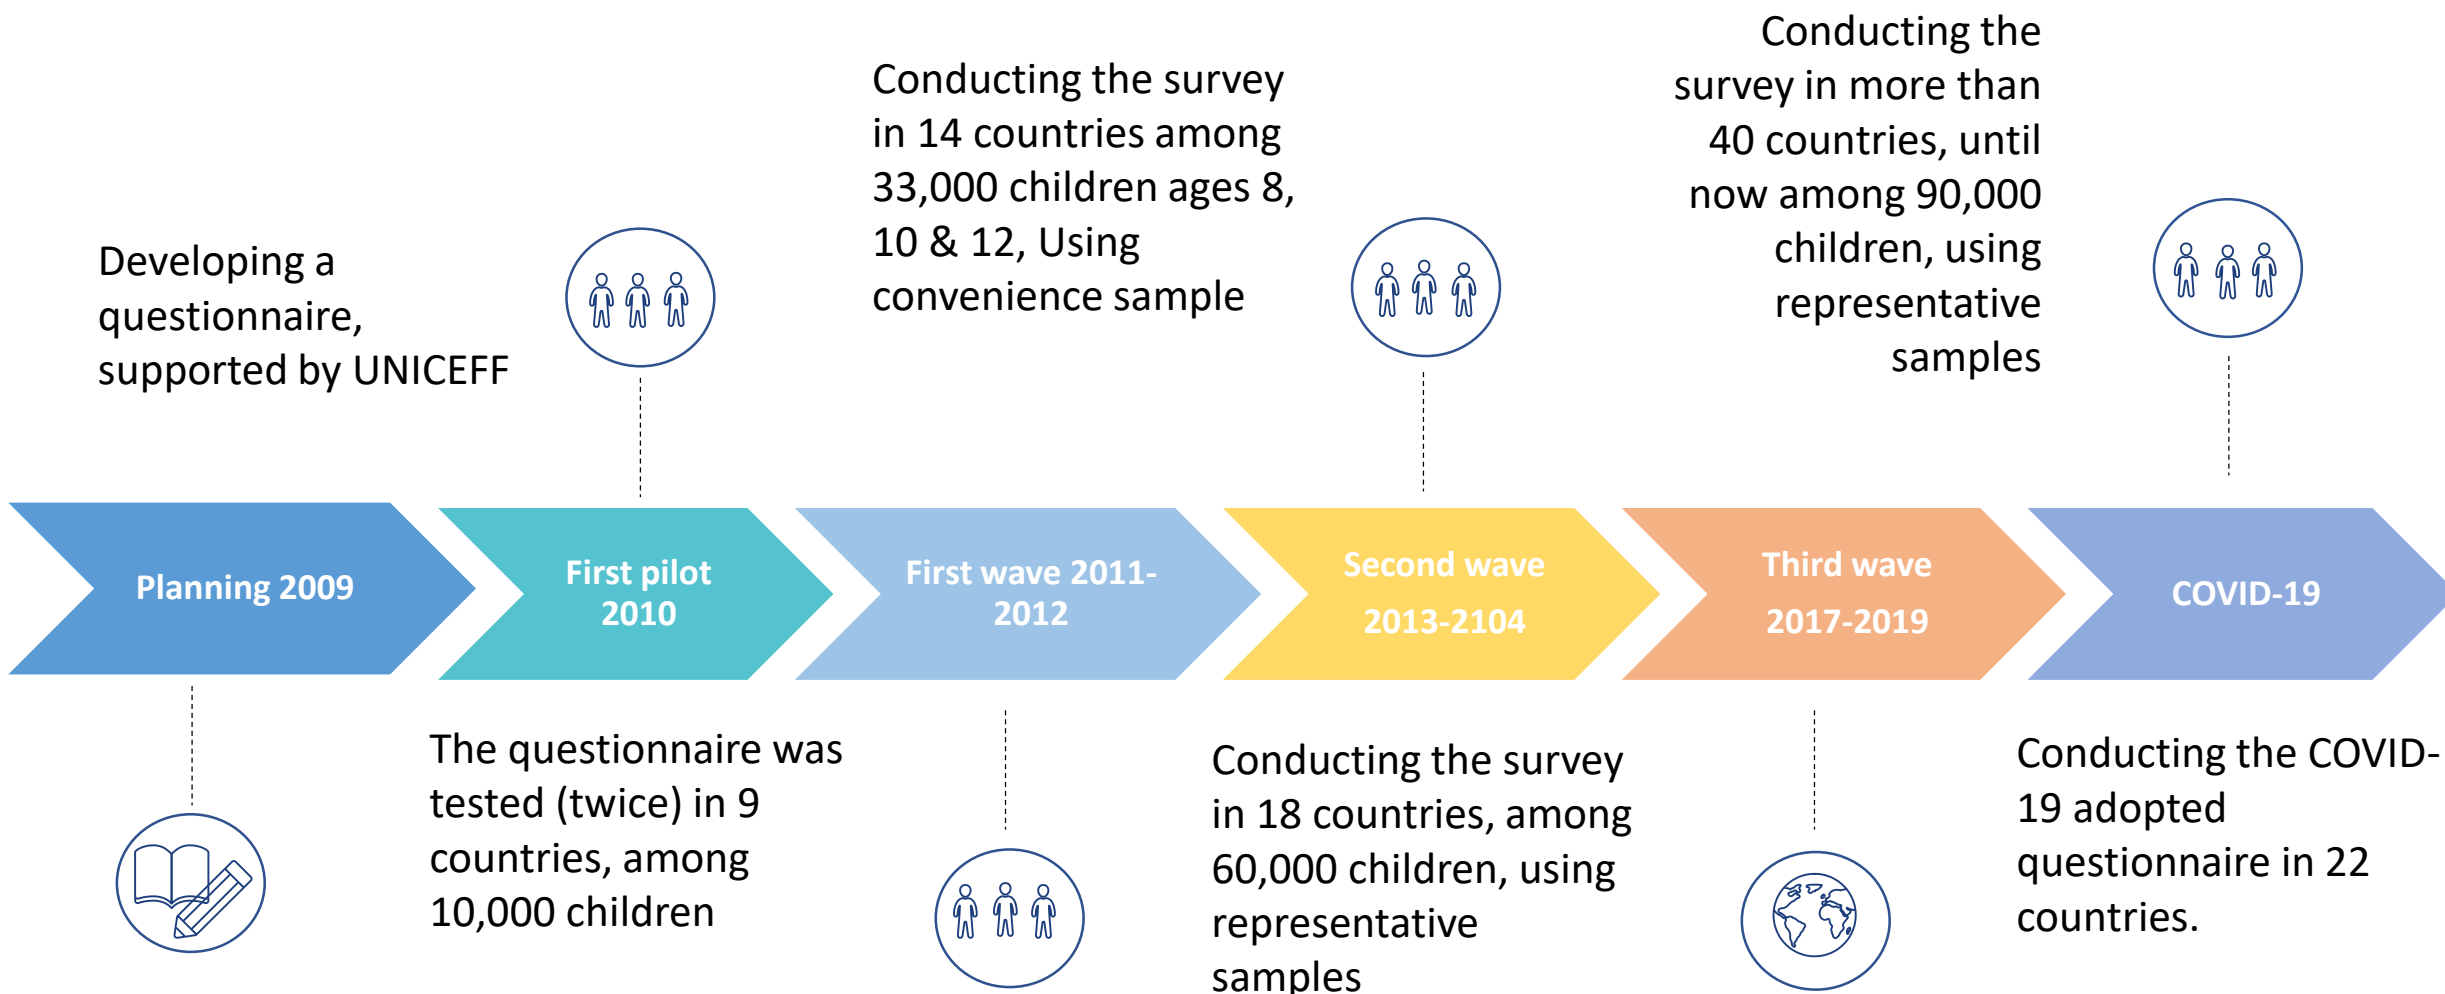 Developing a
questionnaire,
supported by UNICEFF
Conducting the survey
in 14 countries among
33,000 children ages 8,
10 & 12, Using
convenience sample
Conducting the
survey in more than
40 countries, until
now among 90,000
children, using
representative
samples
Planning 2009
First pilot
2010
First wave 2011-
2012
Second wave
2013-2104
Third wave
2017-2019
COVID-19
The questionnaire was
tested (twice) in 9
countries, among
10,000 children
Conducting the survey
in 18 countries, among
60,000 children, using
representative
samples
Conducting the COVID-
19 adopted
questionnaire in 22
countries.